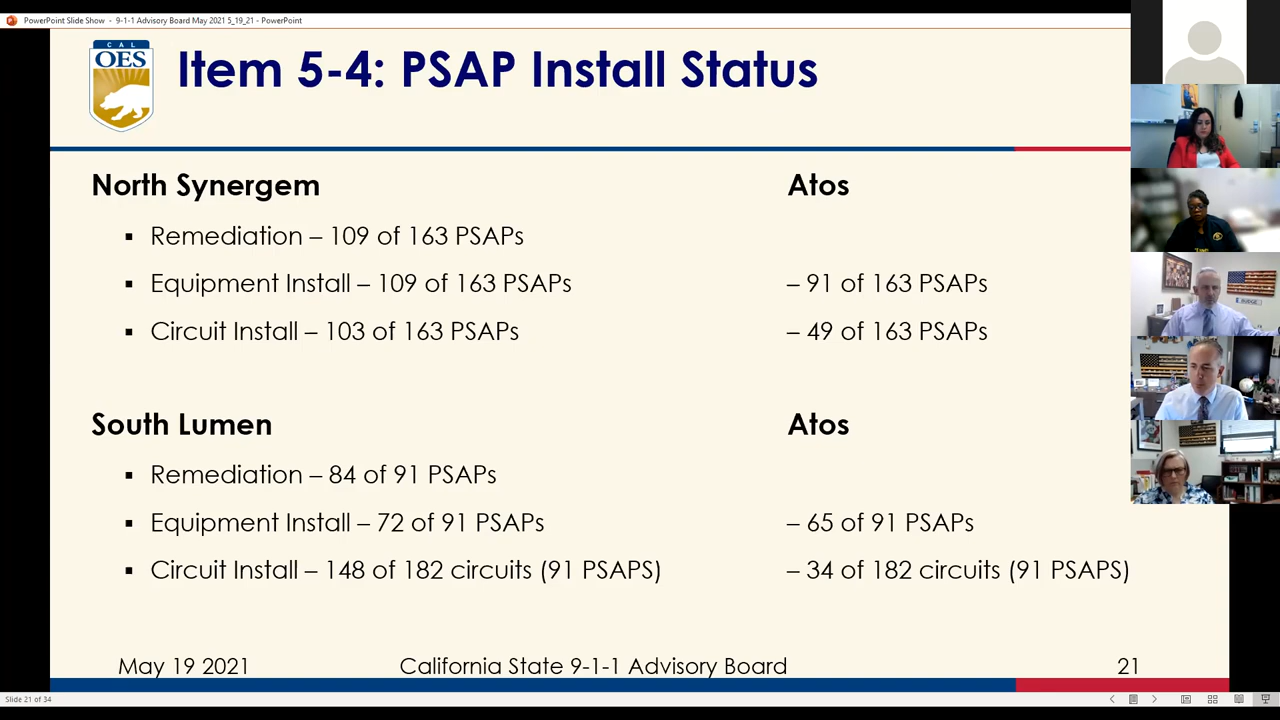 PowerPoint Slide Show - 9-1-1 Advisory Board May 2021 5_19_21 - PowerPoint
CAL
OES
Item 5-4: PSAP Install Status
North Synergem
Atos
▪ Remediation – 109 of 163 PSAPs
▪ Equipment Install – 109 of 163 PSAPs
– 91 of 163 PSAPs
▪ Circuit Install – 103 of 163 PSAPs
– 49 of 163 PSAPs
South Lumen
Atos
▪ Remediation – 84 of 91 PSAPs
▪ Equipment Install – 72 of 91 PSAPs
– 65 of 91 PSAPs
▪ Circuit Install – 148 of 182 circuits (91 PSAPS)
– 34 of 182 circuits (91 PSAPS)
May 19 2021
California State 9-1-1 Advisory Board
21
Slide 21 of 34